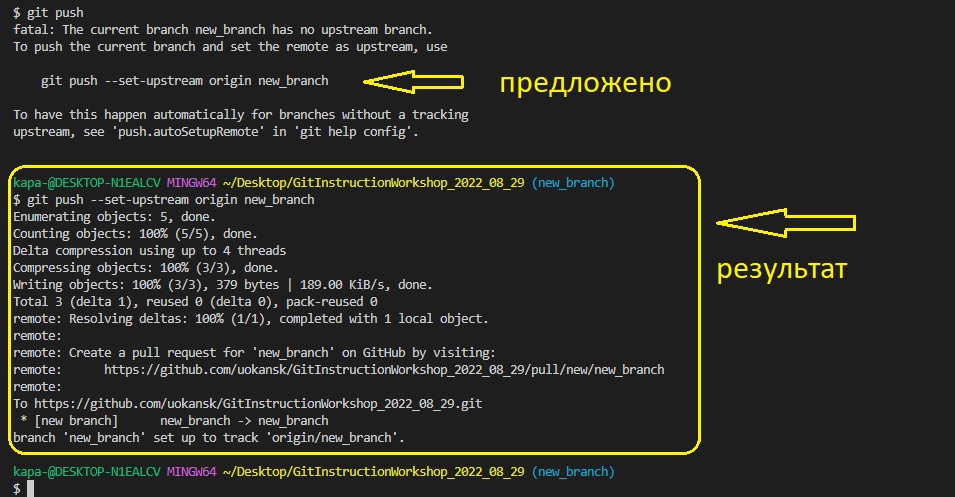 $ git push
fatal: The current branch new_branch has no upstream branch.
To push the current branch and set the remote as upstream, use
git push --set-upstream origin new_branch
предложено
To have this happen automatically for branches without a tracking
upstream, see 'push.autoSetupRemote' in 'git help config'.
kapa-@DESKTOP-N1EALCV MINGW64 ~/Desktop/GitInstructionWorkshop_2022_08_29 (new_branch)
$ git push --set-upstream origin new_branch
Enumerating objects: 5, done.
Counting objects: 100% (5/5), done.
Delta compression using up to 4 threads
Compressing objects: 100% (3/3), done.
Writing objects: 100% (3/3), 379 bytes | 189.00 KiB/s, done.
Total 3 (delta 1), reused 0 (delta 0), pack-reused 0
remote: Resolving deltas: 100% (1/1), completed with 1 local object.
remote:
remote: Create a pull request for 'new_branch' on GitHub by visiting:
remote:      https://github.com/uokansk/GitInstructionWorkshop_2022_08_29/pull/new/new_branch
remote:
To https://github.com/uokansk/GitInstructionWorkshop_2022_08_29.git
 * [new branch]      new_branch -> new_branch
branch 'new_branch' set up to track 'origin/new_branch'.
результат
kapa-@DESKTOP-N1EALCV MINGW64 ~/Desktop/GitInstructionWorkshop_2022_08_29 (new_branch)
$